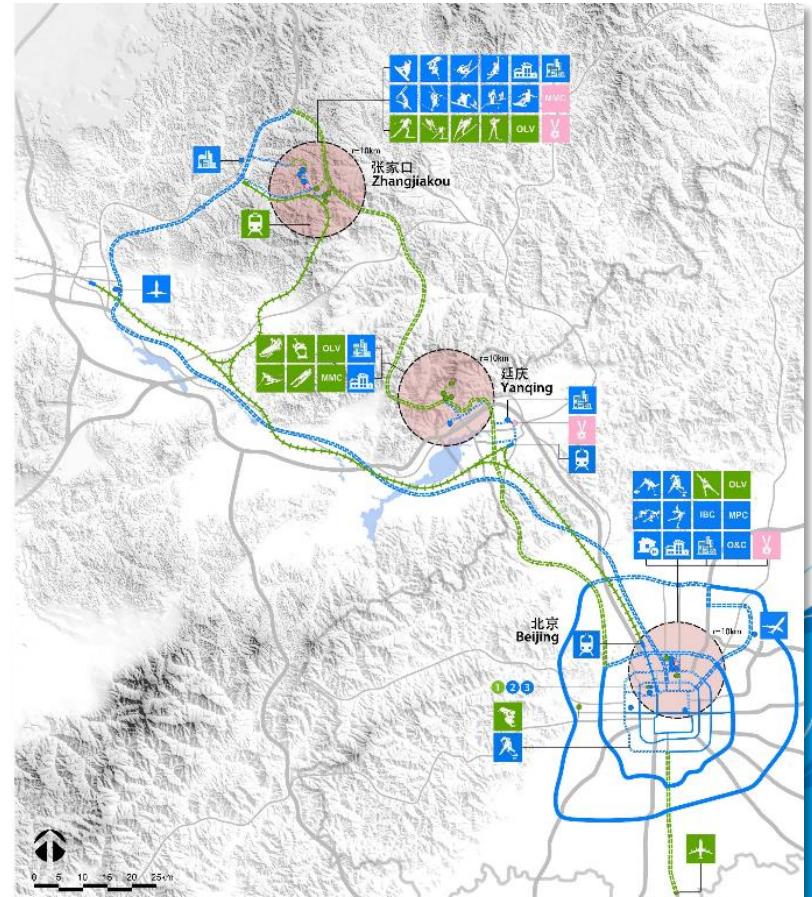 MMC
OLV
r=10km
张家口
Zhangjiakou
OLV
MMC
r=10km
延庆
Yanqing
OLV
IBC
MPC
O&C
北京
Beijing
r=10km
1 2 3
0 5 10 15 20 25km